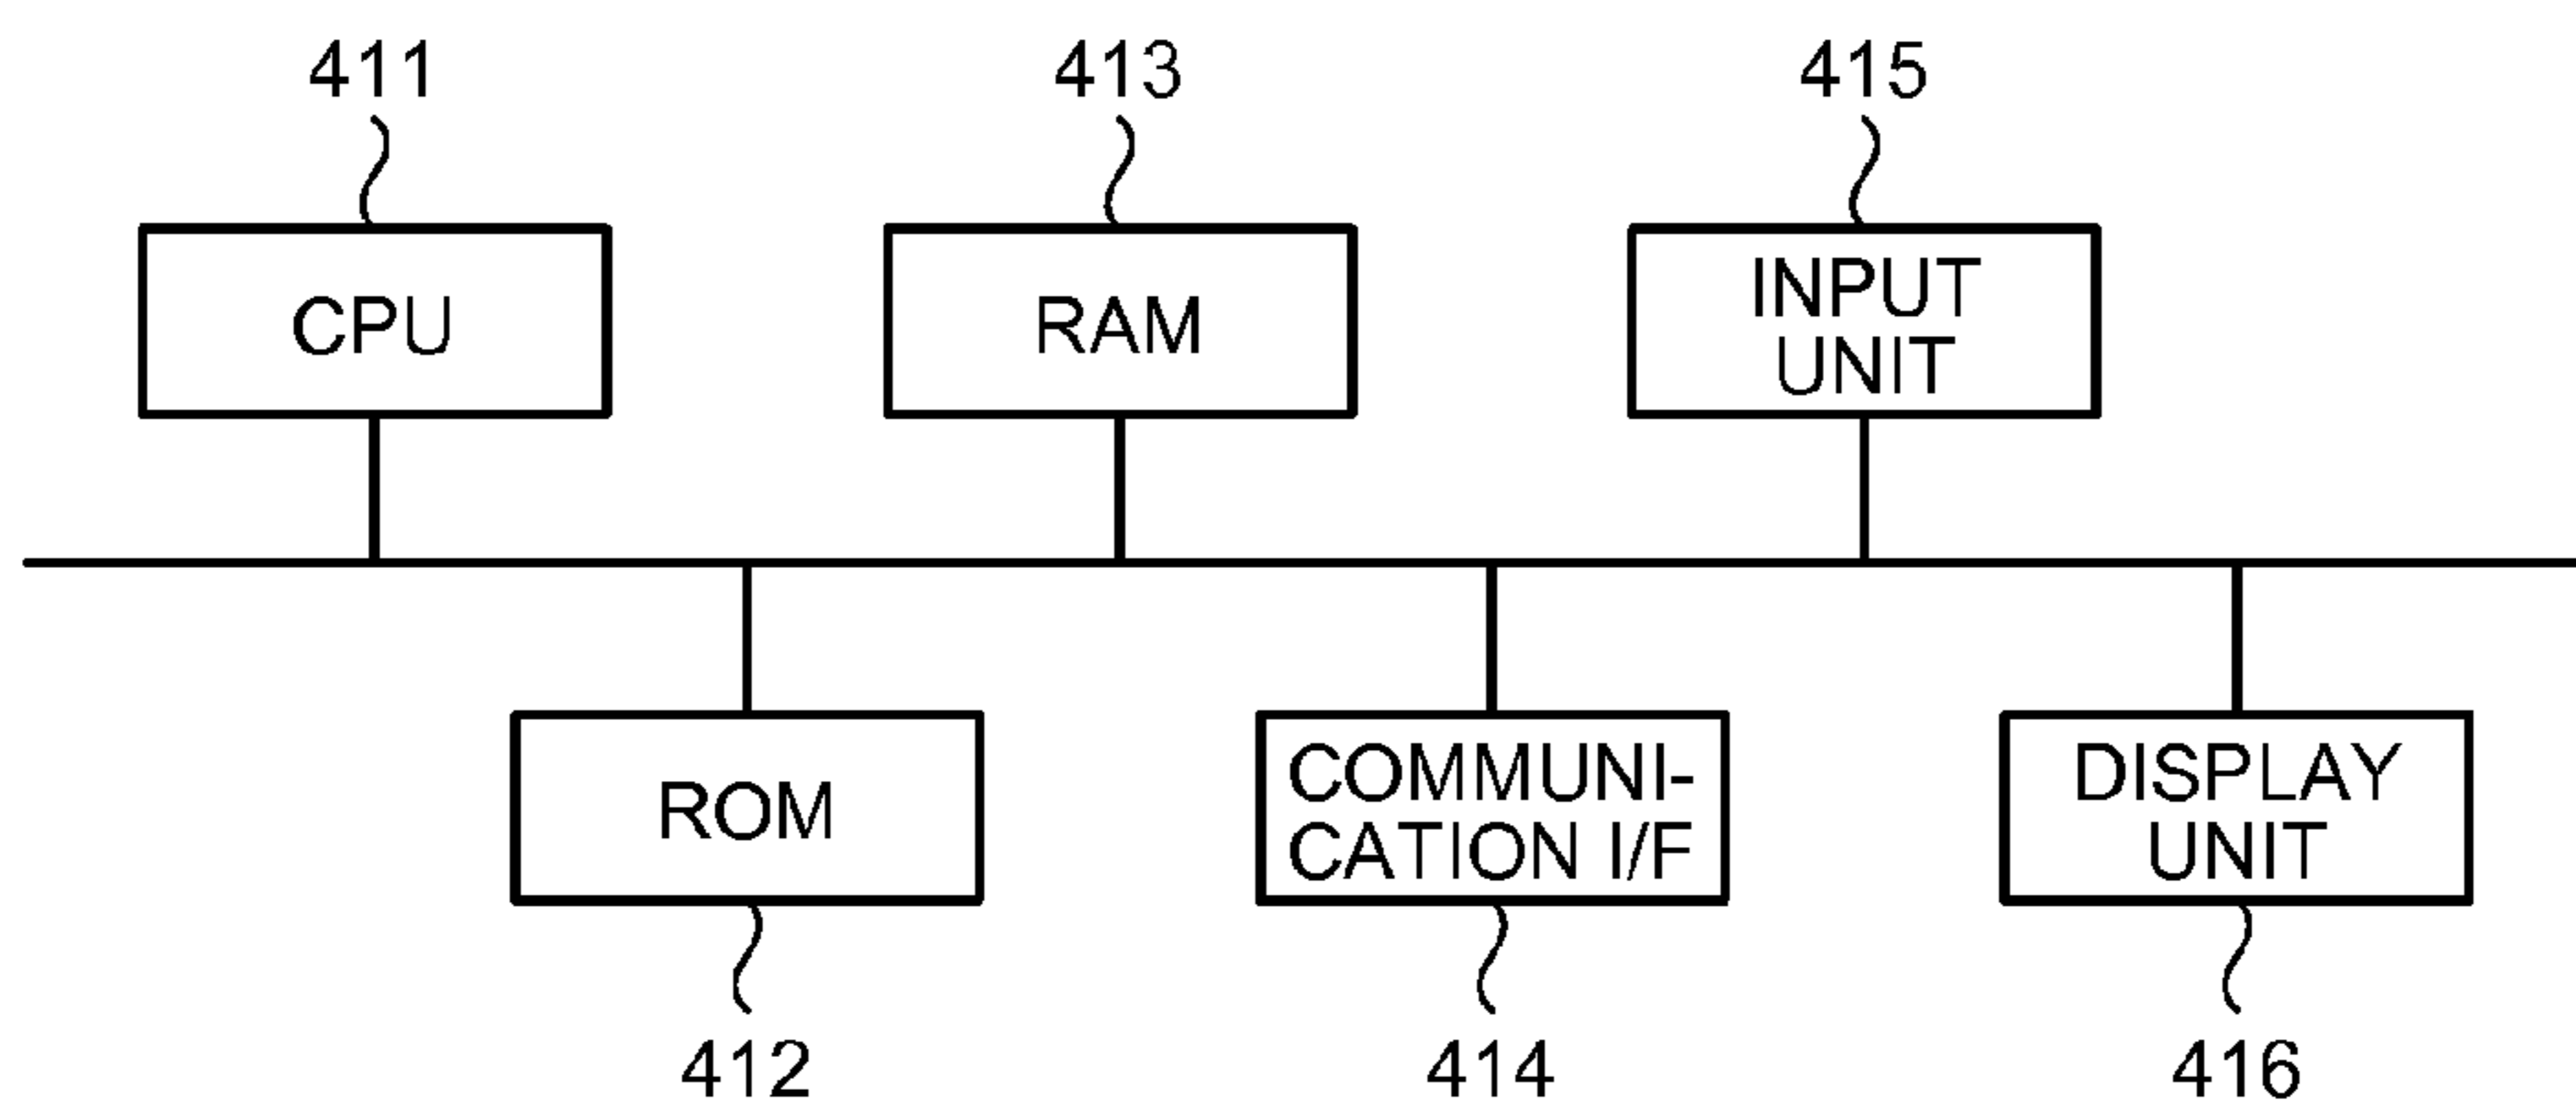 411
413
415
CPU
RAM
INPUT
UNIT
ROM
COMMUNI-
CATION I/F
DISPLAY
UNIT
412
414
416